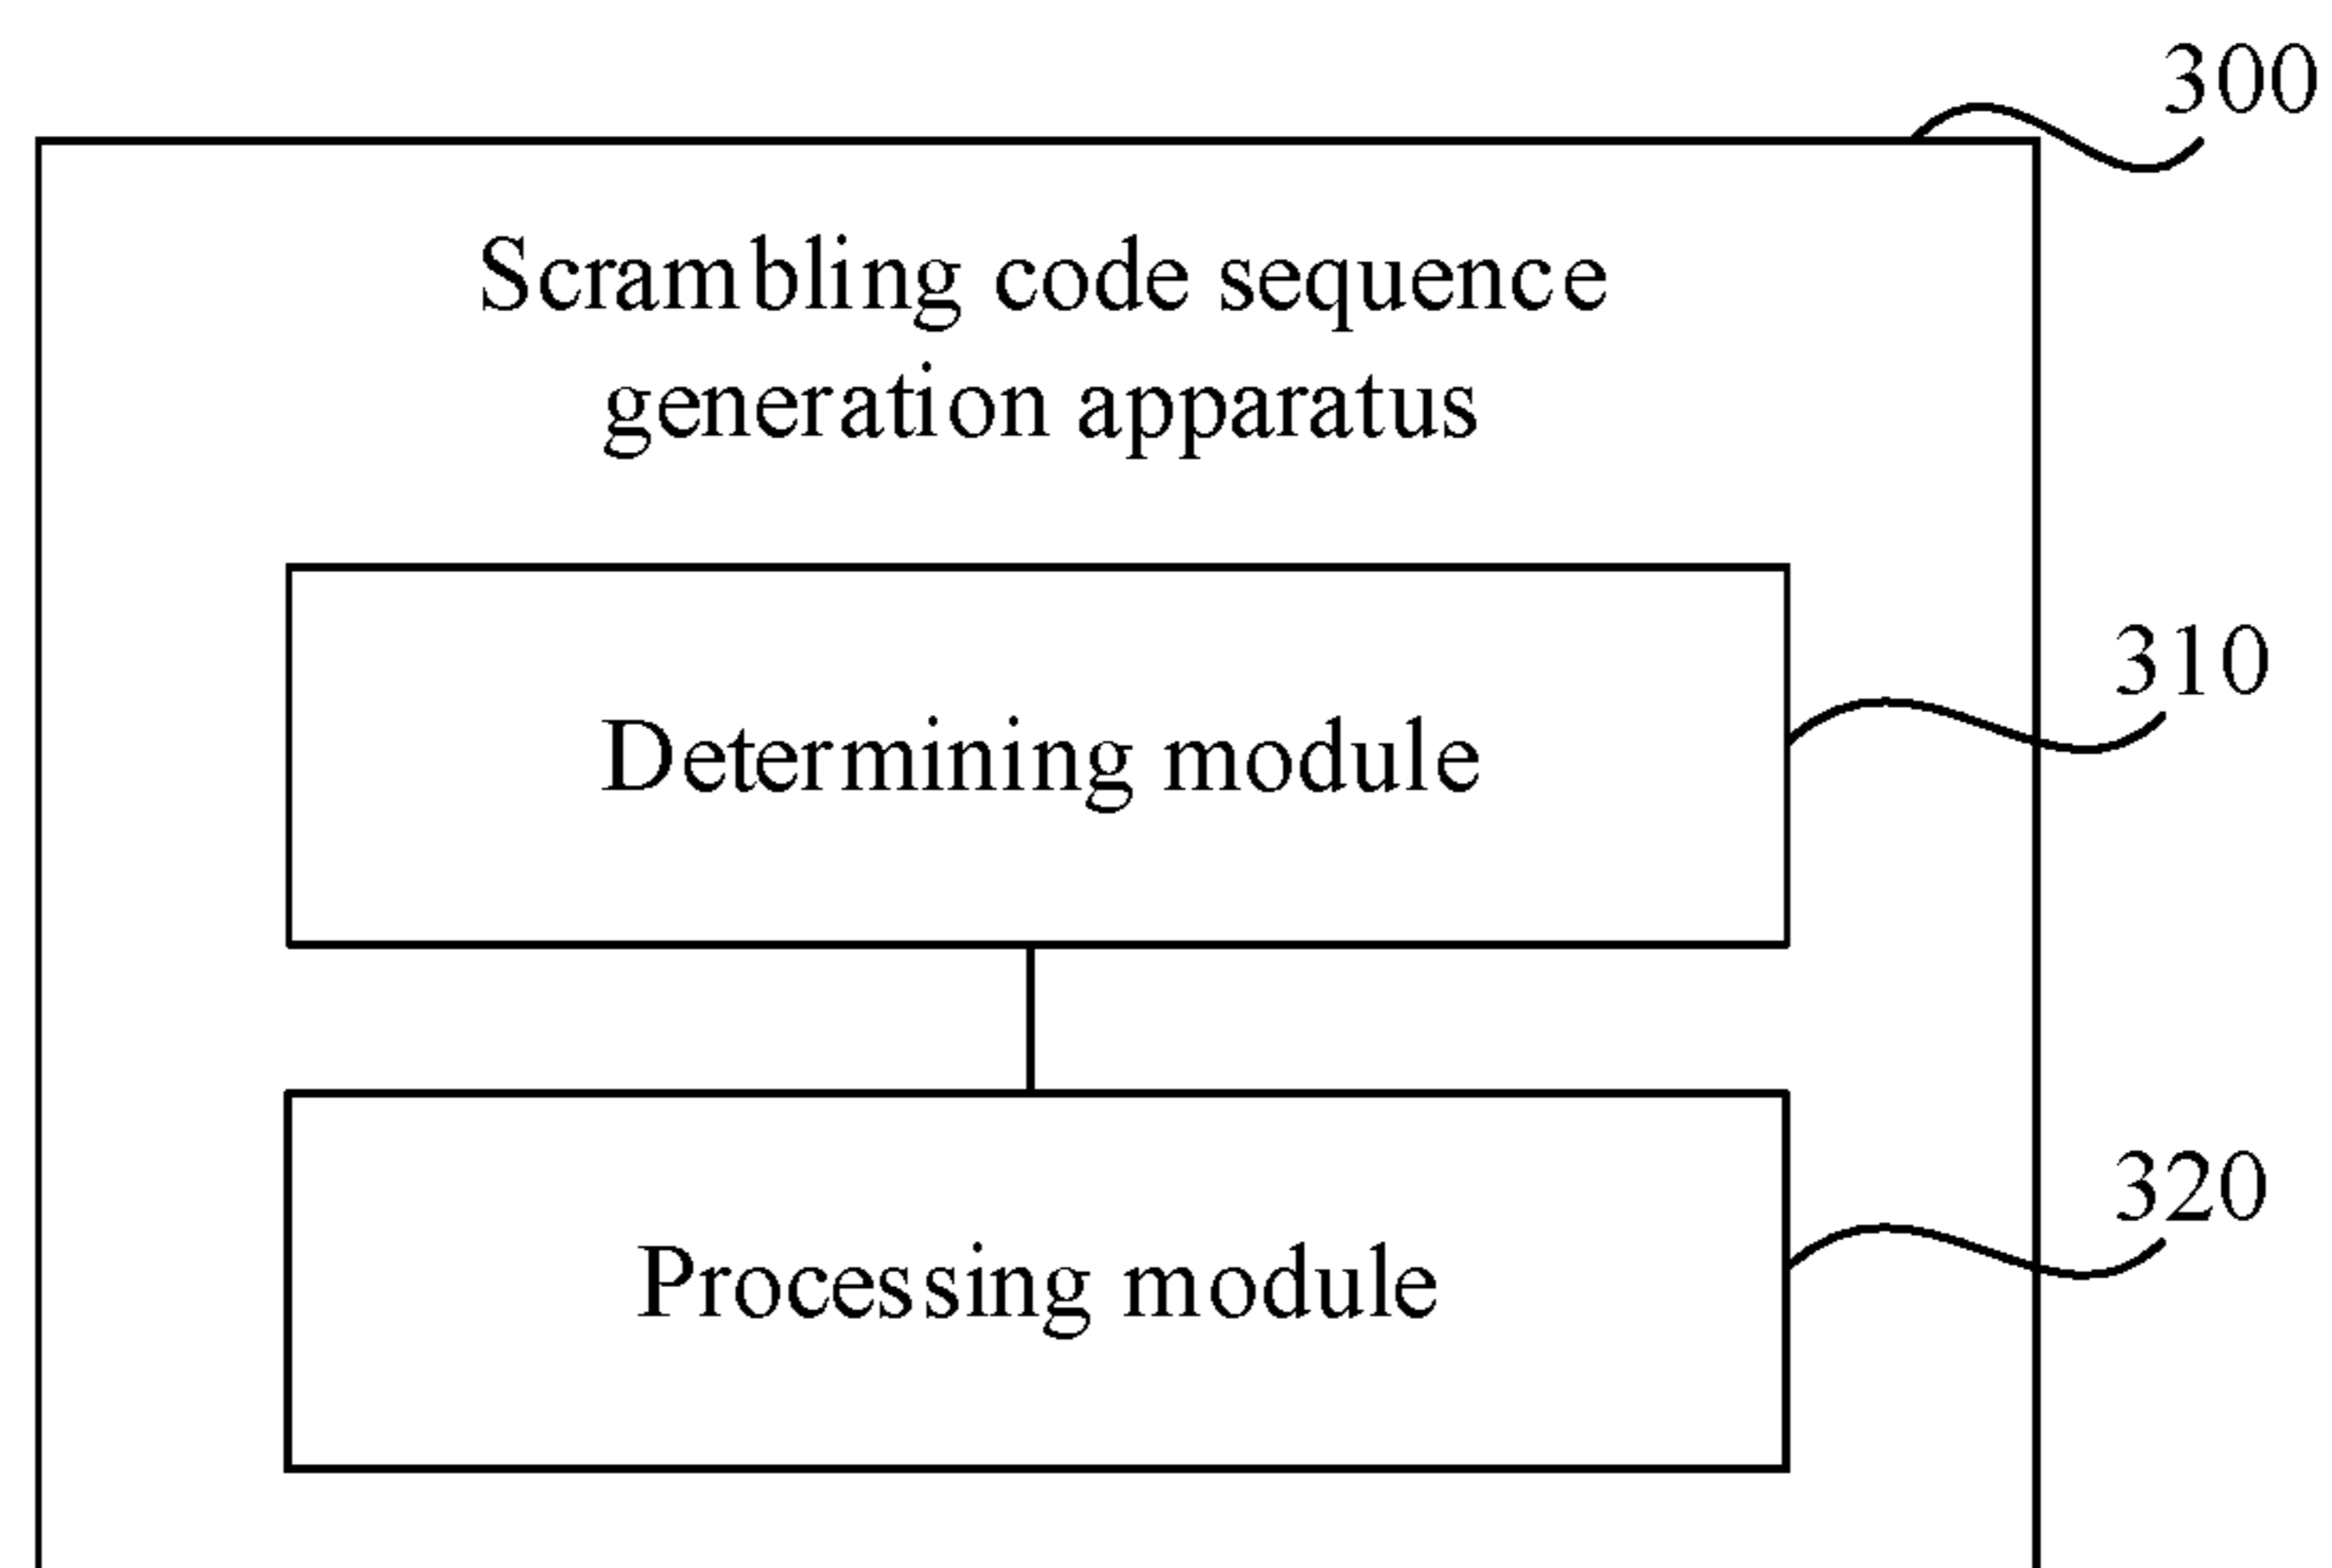 300
Scrambling code sequence
generation apparatus
310
Determining module
320
Processing module